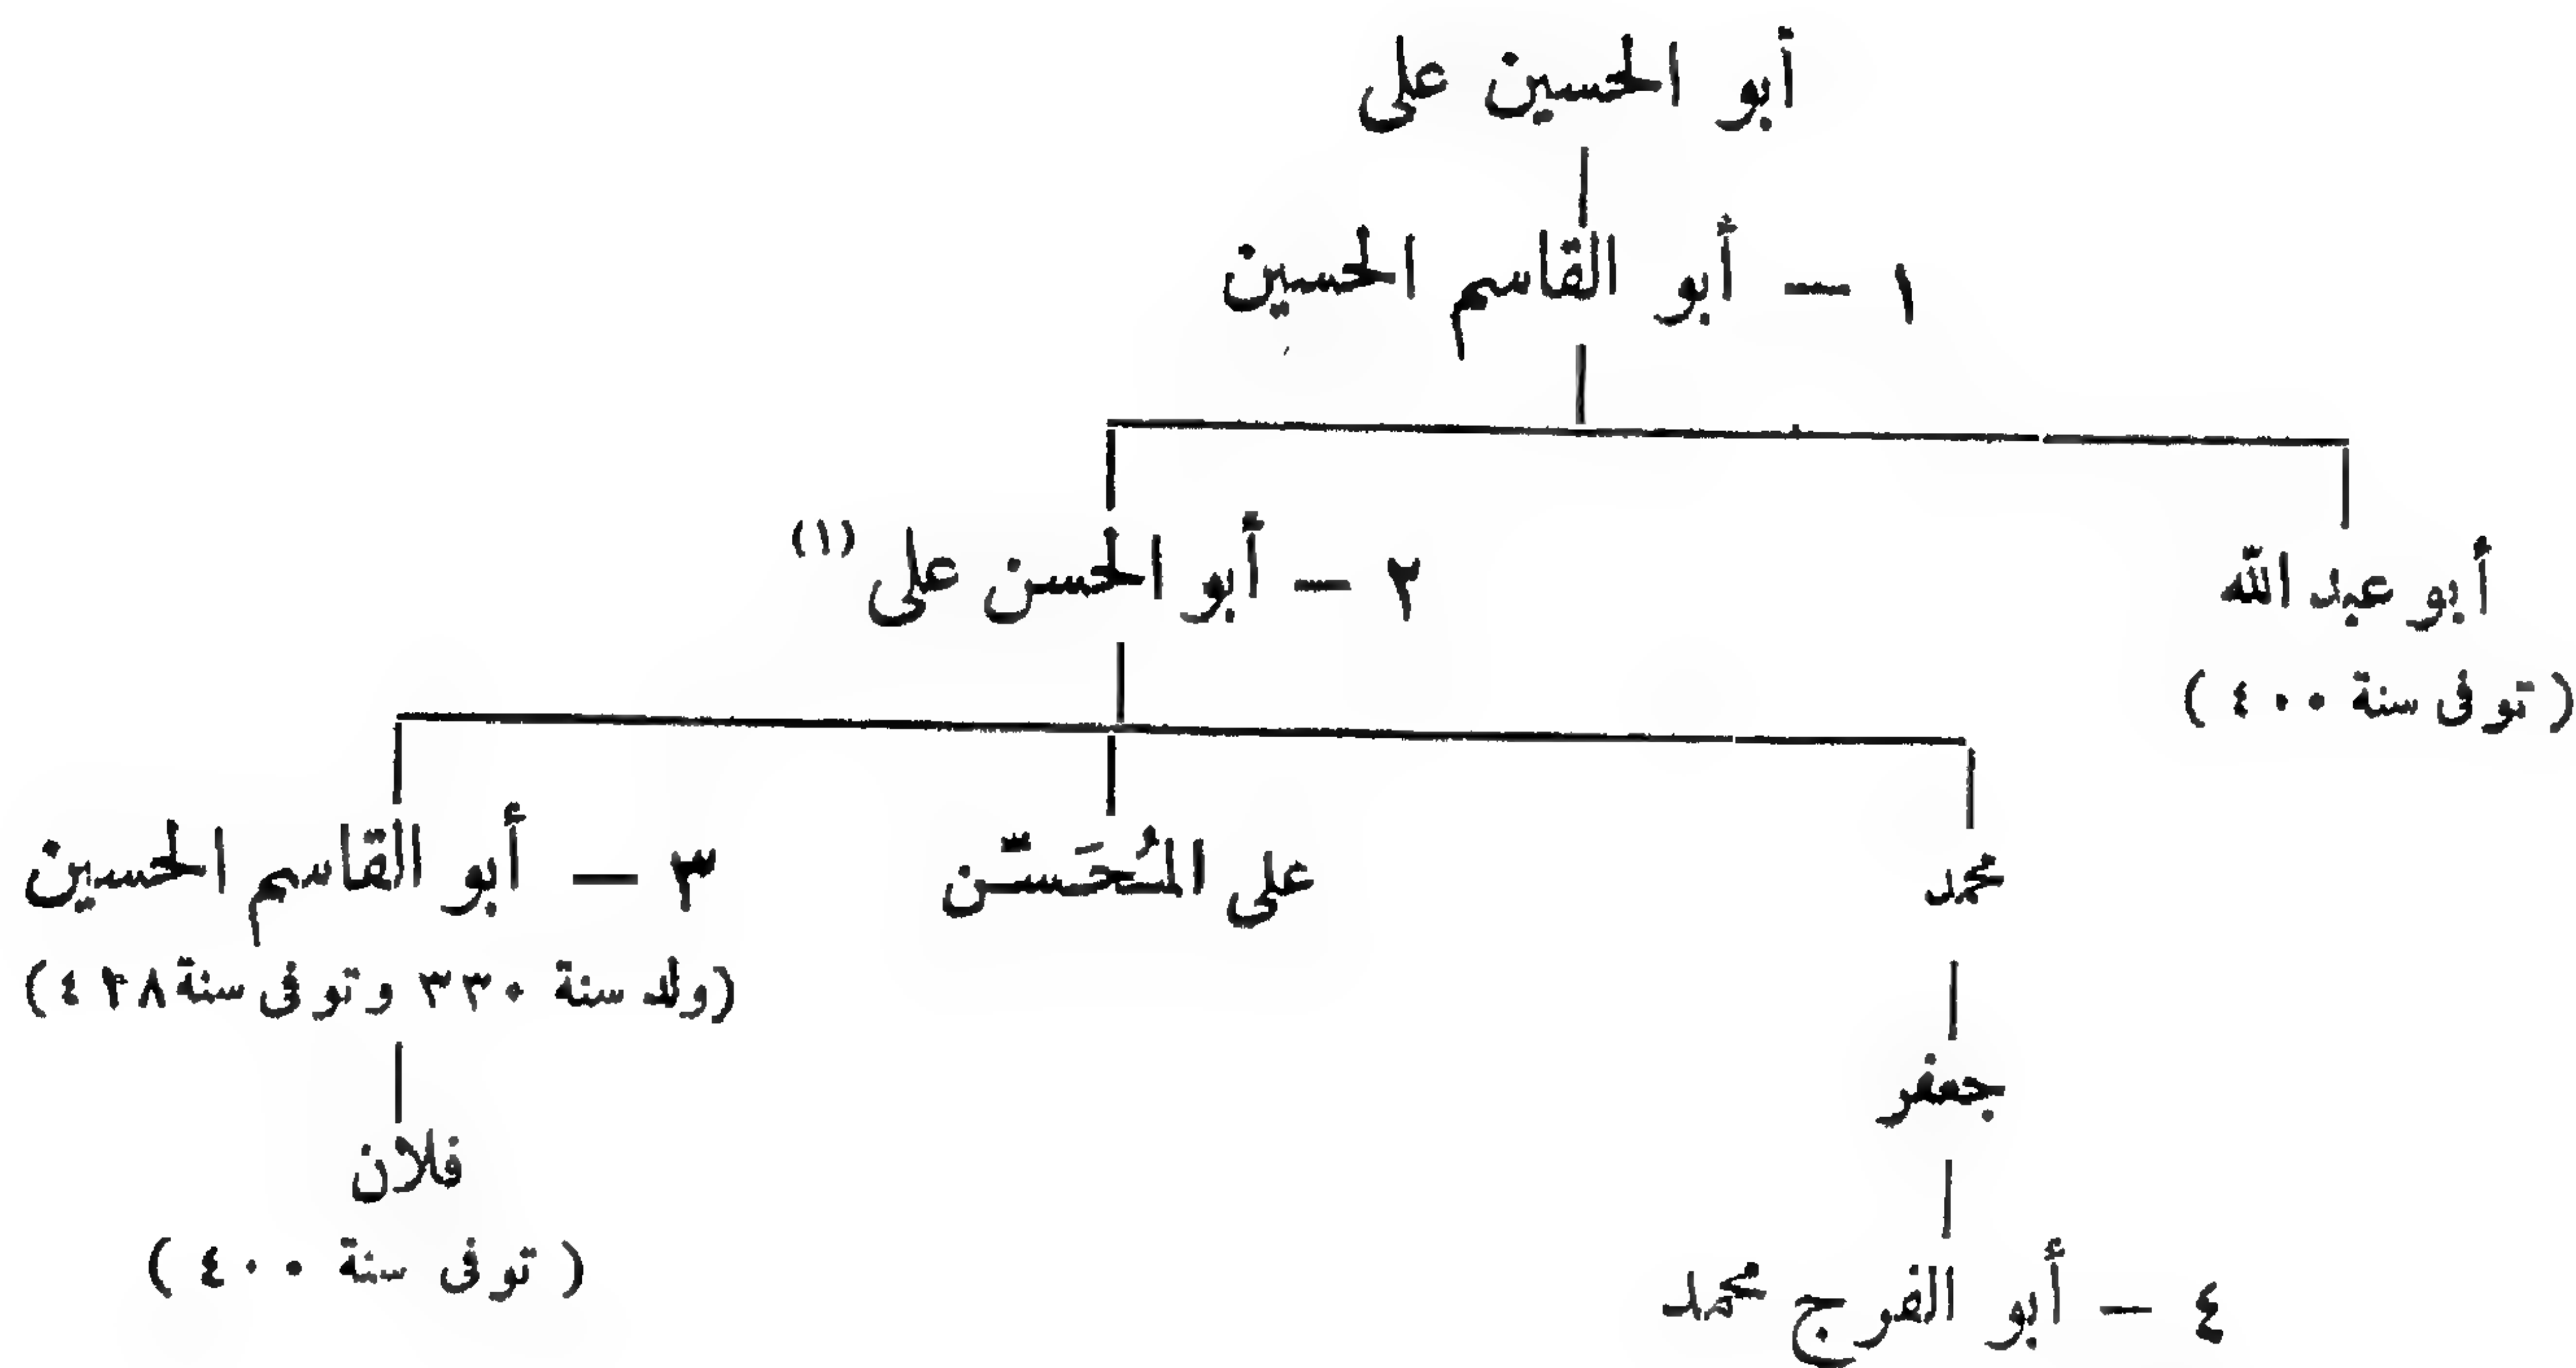 أبو الحسين على
١ — أبو القاسم الحسين
أبو عبد الله
(توفى سنة ٤٠٠)
٢ — أبو الحسن على (١)
محمد
على المُحَسّن
٣ — أبو القاسم الحسين
(ولد سنة ٣٣٠ وتوفى سنة ٤٢٨)
جعفر
فلان
(توفى سنة ٤٠٠)
٤ — أبو الفرج محمد